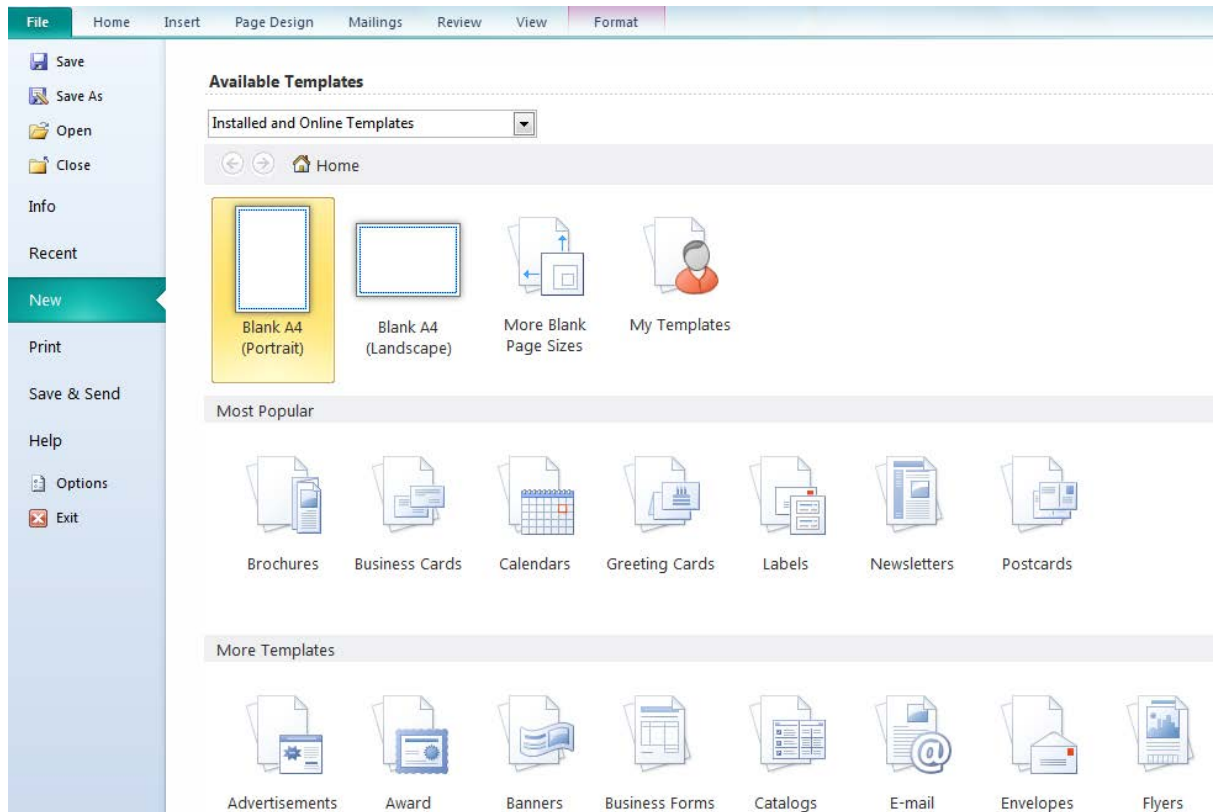 File Home Insert Page Design Mailings Review View Format
Save
Save As
Open
Close
Info
Recent
New
Print
Save & Send
Help
Options
Exit
Available Templates
Installed and Online Templates
Home
Blank A4
(Portrait)
Blank A4
(Landscape)
More Blank
Page Sizes
My Templates
Most Popular
Brochures Business Cards Calendars Greeting Cards Labels Newsletters Postcards
More Templates
Advertisements Award Banners Business Forms Catalogs E-mail Envelopes Flyers